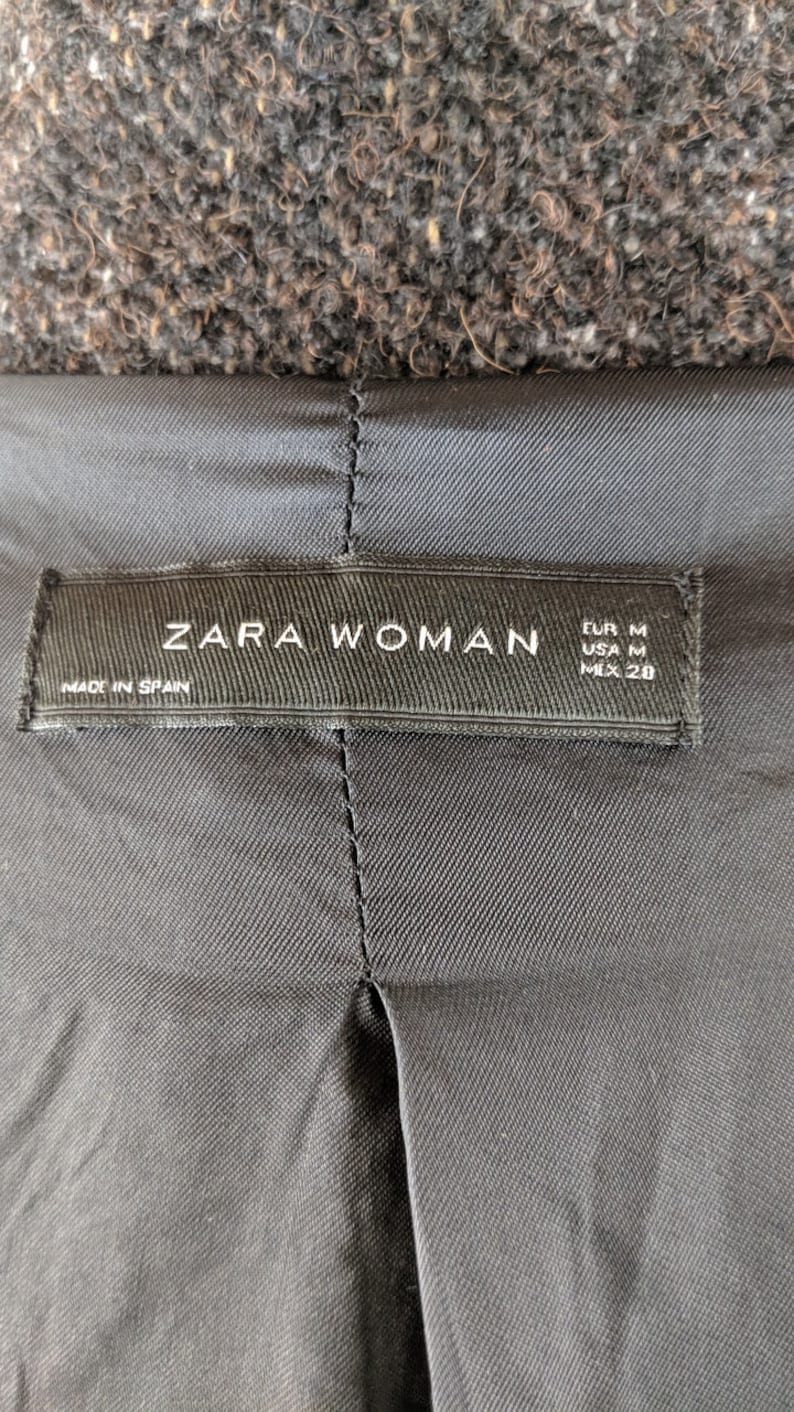 ZARA WOMAN
EUR M
USA M
MEX 28
MADE IN SPAIN